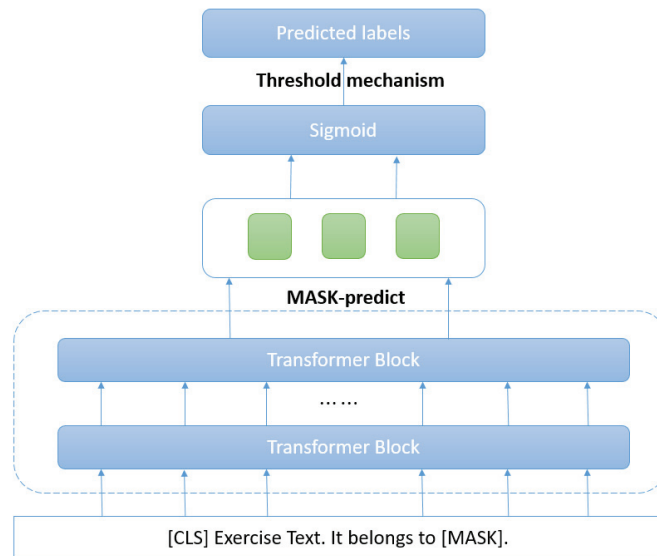 Predicted labels
Threshold mechanism
Sigmoid
MASK-predict
Transformer Block
... ...
Transformer Block
[CLS] Exercise Text. It belongs to [MASK].